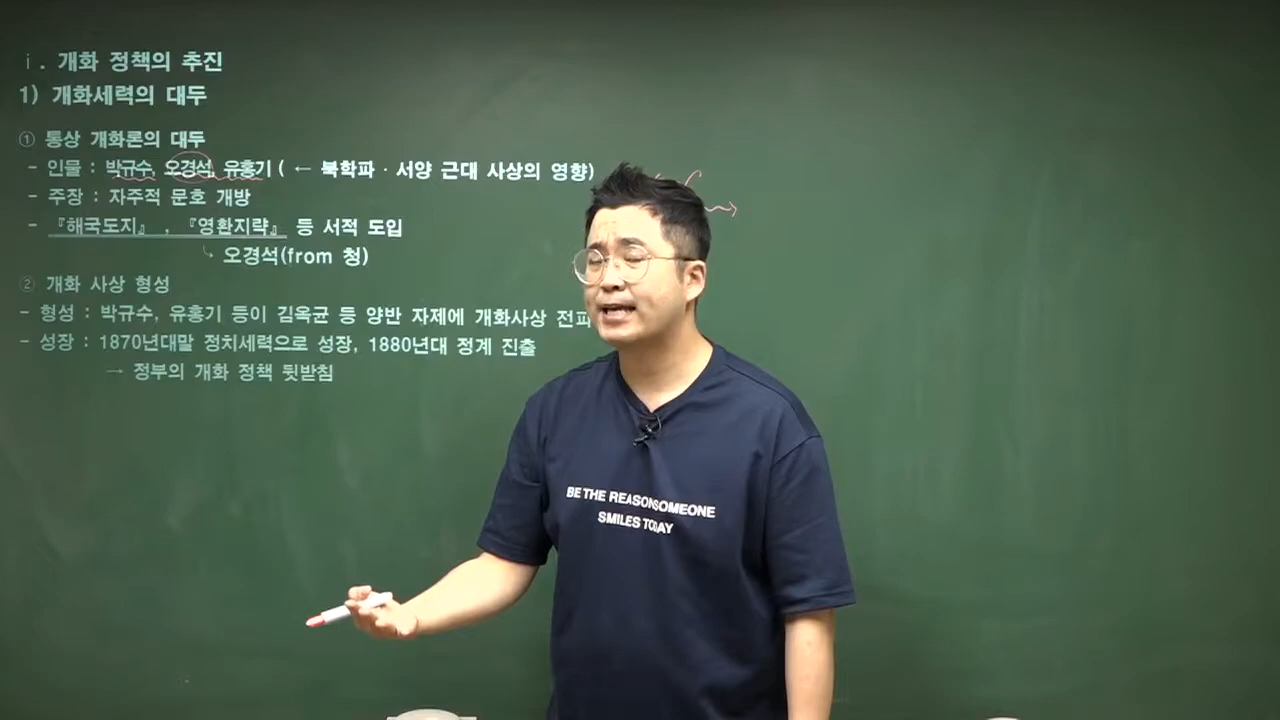 ⅰ. 개화 정책의 추진
1) 개화세력의 대두
① 통상 개화론의 대두
- 인물 : 박규수, 오경석, 유홍기 ( ← 북학파 · 서양 근대 사상의 영향)
- 주장 : 자주적 문호 개방
- 『해국도지』, 『영환지략』 등 서적 도입
오경석(from 청)
② 개화 사상 형성
- 형성 : 박규수, 유홍기 등이 김옥균 등 양반 자제에 개화사상 전파
- 성장 : 1870년대말 정치세력으로 성장, 1880년대 정계 진출
→ 정부의 개화 정책 뒷받침
BE THE REASON SOMEONE
SMILES TODAY